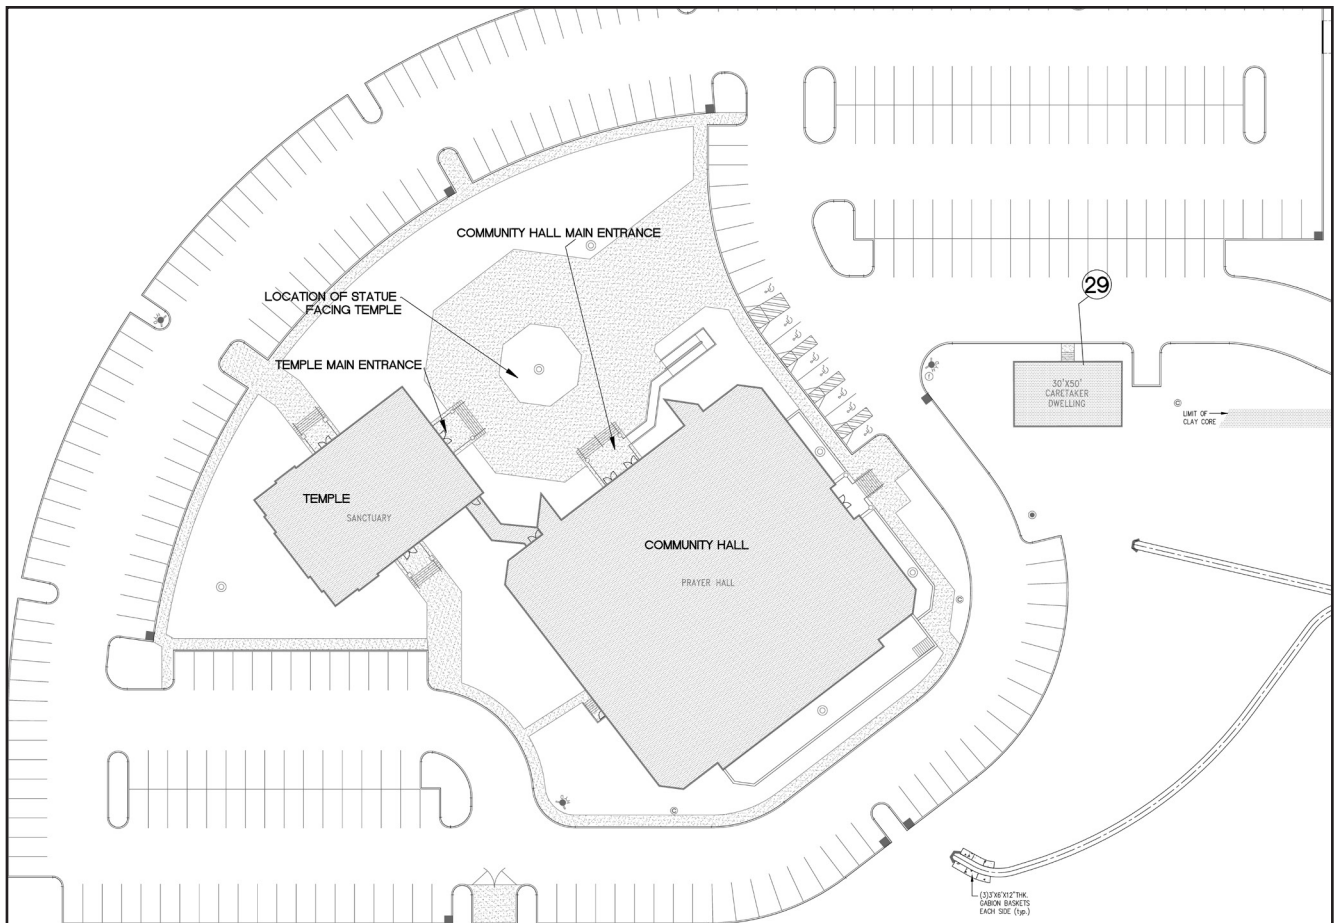 COMMUNITY HALL MAIN ENTRANCE
LOCATION OF STATUE
FACING TEMPLE
TEMPLE MAIN ENTRANCE
29
30'X50'
CARETAKER
DWELLING
LIMIT OF
CLAY CORE
TEMPLE
SANCTUARY
COMMUNITY HALL
PRAYER HALL
(3)3'X6'X12"THK.
GABION BASKETS
EACH SIDE (typ.)